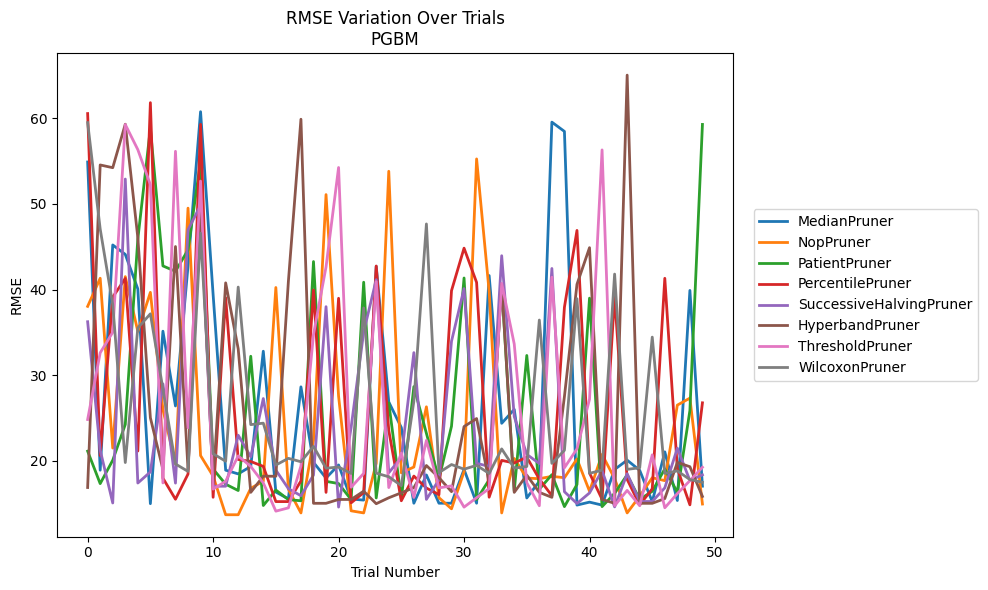 RMSE Variation Over Trials
PGBM
RMSE
60
50
40
30
20
0
10
20
30
40
50
Trial Number
MedianPruner
NopPruner
PatientPruner
PercentilePruner
SuccessiveHalvingPruner
HyperbandPruner
ThresholdPruner
WilcoxonPruner